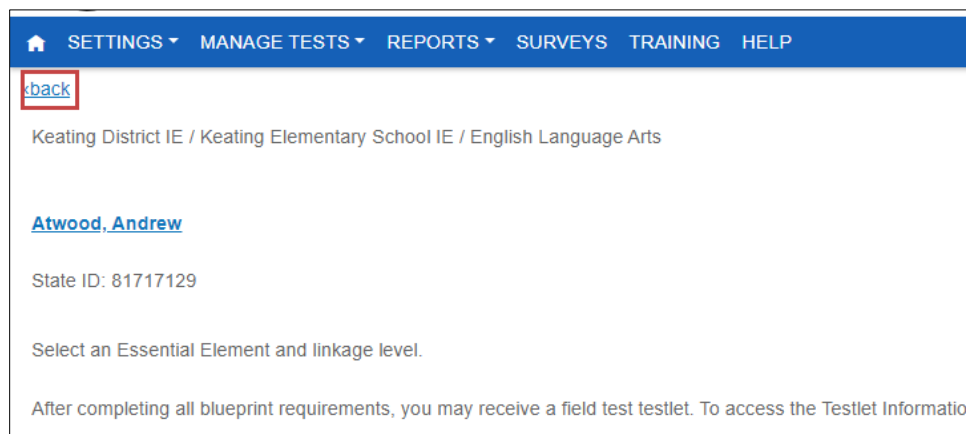 SETTINGS MANAGE TESTS REPORTS SURVEYS TRAINING HELP
‹back
Keating District IE / Keating Elementary School IE / English Language Arts
Atwood, Andrew
State ID: 81717129
Select an Essential Element and linkage level.
After completing all blueprint requirements, you may receive a field test testlet. To access the Testlet Informatio